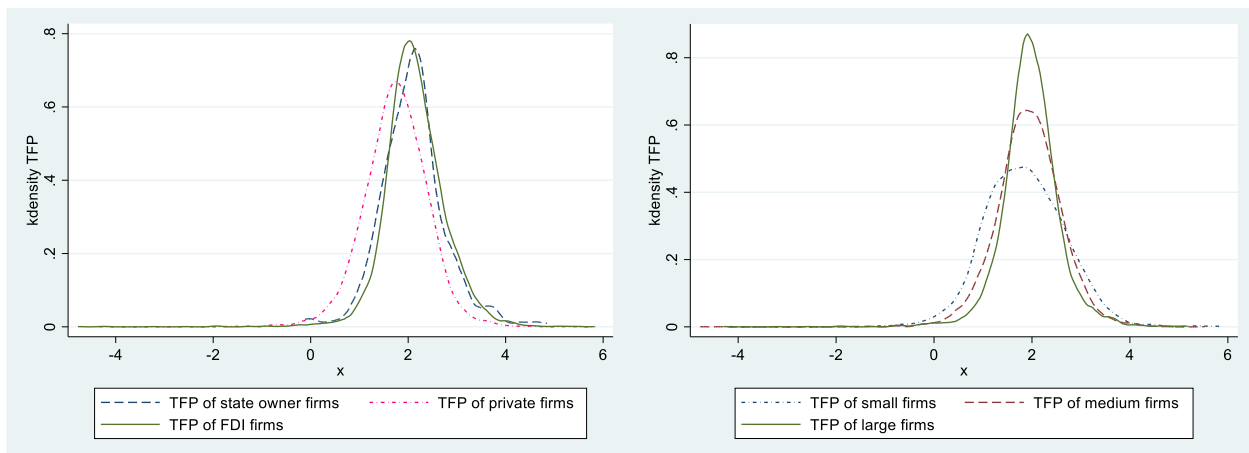 kdensity TFP
.8
.6
.4
.2
0
-4 -2 0 2 4 6
x
TFP of state owner firms TFP of private firms
TFP of FDI firms
kdensity TFP
.8
.6
.4
.2
0
-4 -2 0 2 4 6
x
TFP of small firms TFP of medium firms
TFP of large firms